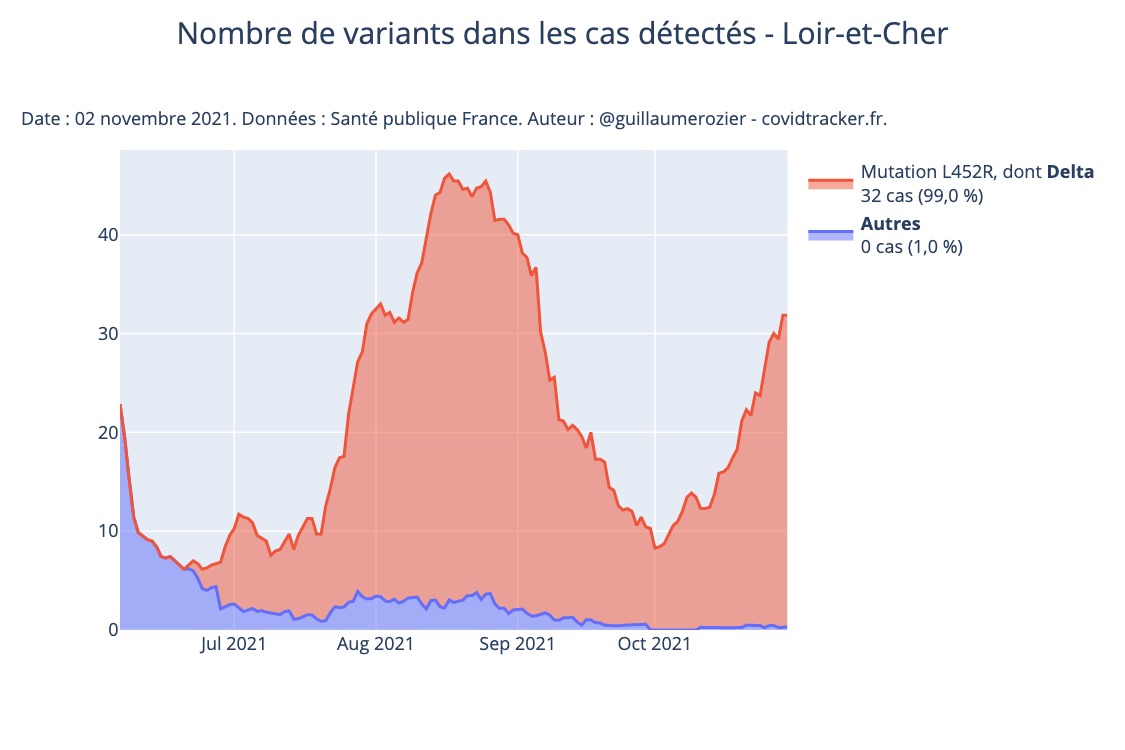 Nombre de variants dans les cas détectés - Loir-et-Cher
Date : 02 novembre 2021. Données : Santé publique France. Auteur : @guillaumerozier - covidtracker.fr.
Mutation L452R, dont Delta
32 cas (99,0 %)
Autres
0 cas (1,0 %)
40
30
20
10
0
Jul 2021
Aug 2021
Sep 2021
Oct 2021